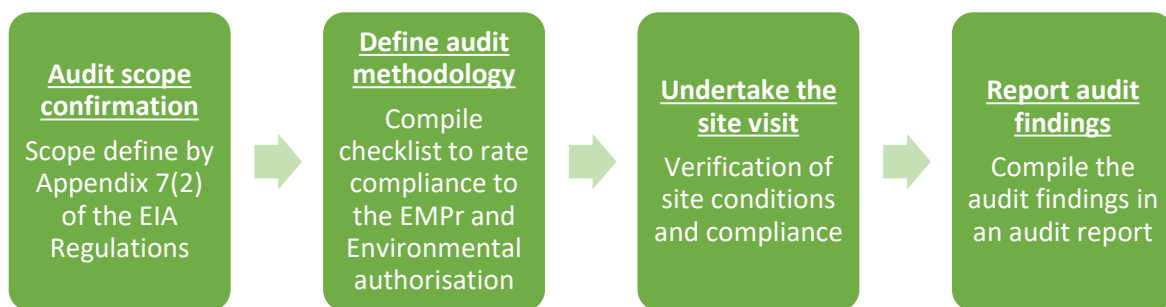 Audit scope
confirmation
Scope define by
Appendix 7(2)
of the EIA
Regulations
Define audit
methodology
Compile
checklist to rate
compliance to
the EMPr and
Environmental
authorisation
Undertake the
site visit
Verification of
site conditions
and compliance
Report audit
findings
Compile the
audit findings in
an audit report